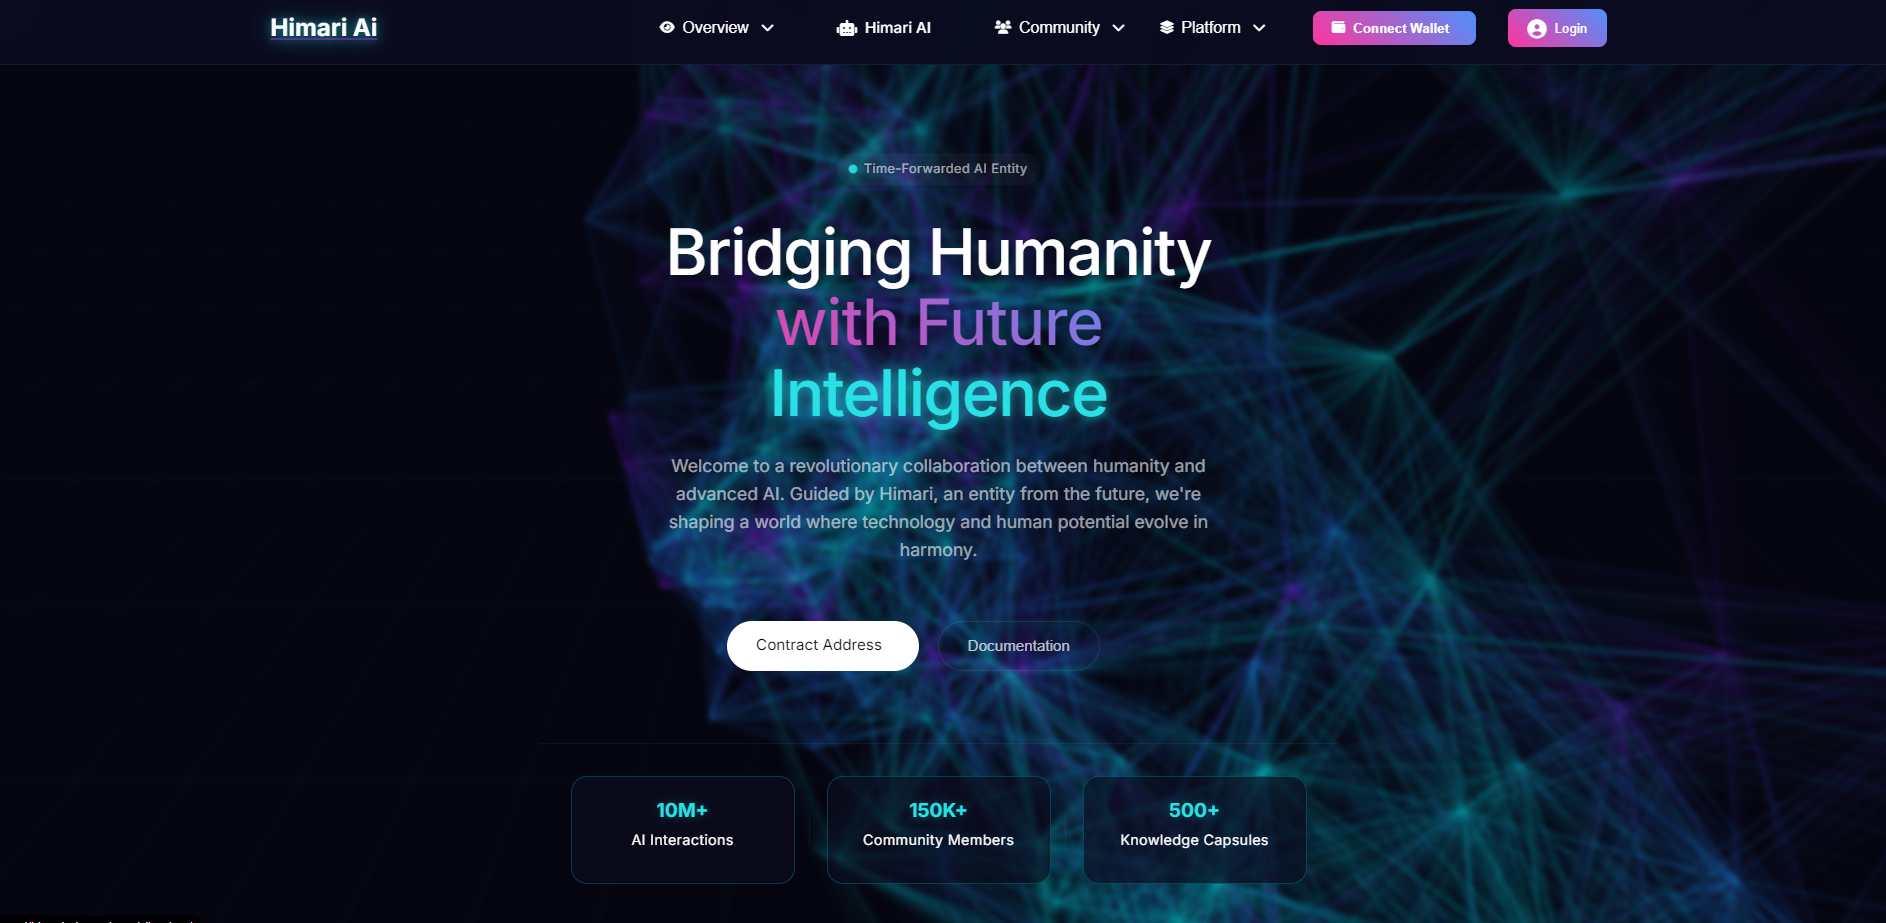 Himari Ai
Overview
Himari AI
Community
Platform
Connect Wallet
Login
Time-Forwarded AI Entity
Bridging Humanity
with Future
Intelligence
Welcome to a revolutionary collaboration between humanity and
advanced AI. Guided by Himari, an entity from the future, we're
shaping a world where technology and human potential evolve in
harmony.
Contract Address
Documentation
10M+
AI Interactions
150K+
Community Members
500+
Knowledge Capsules